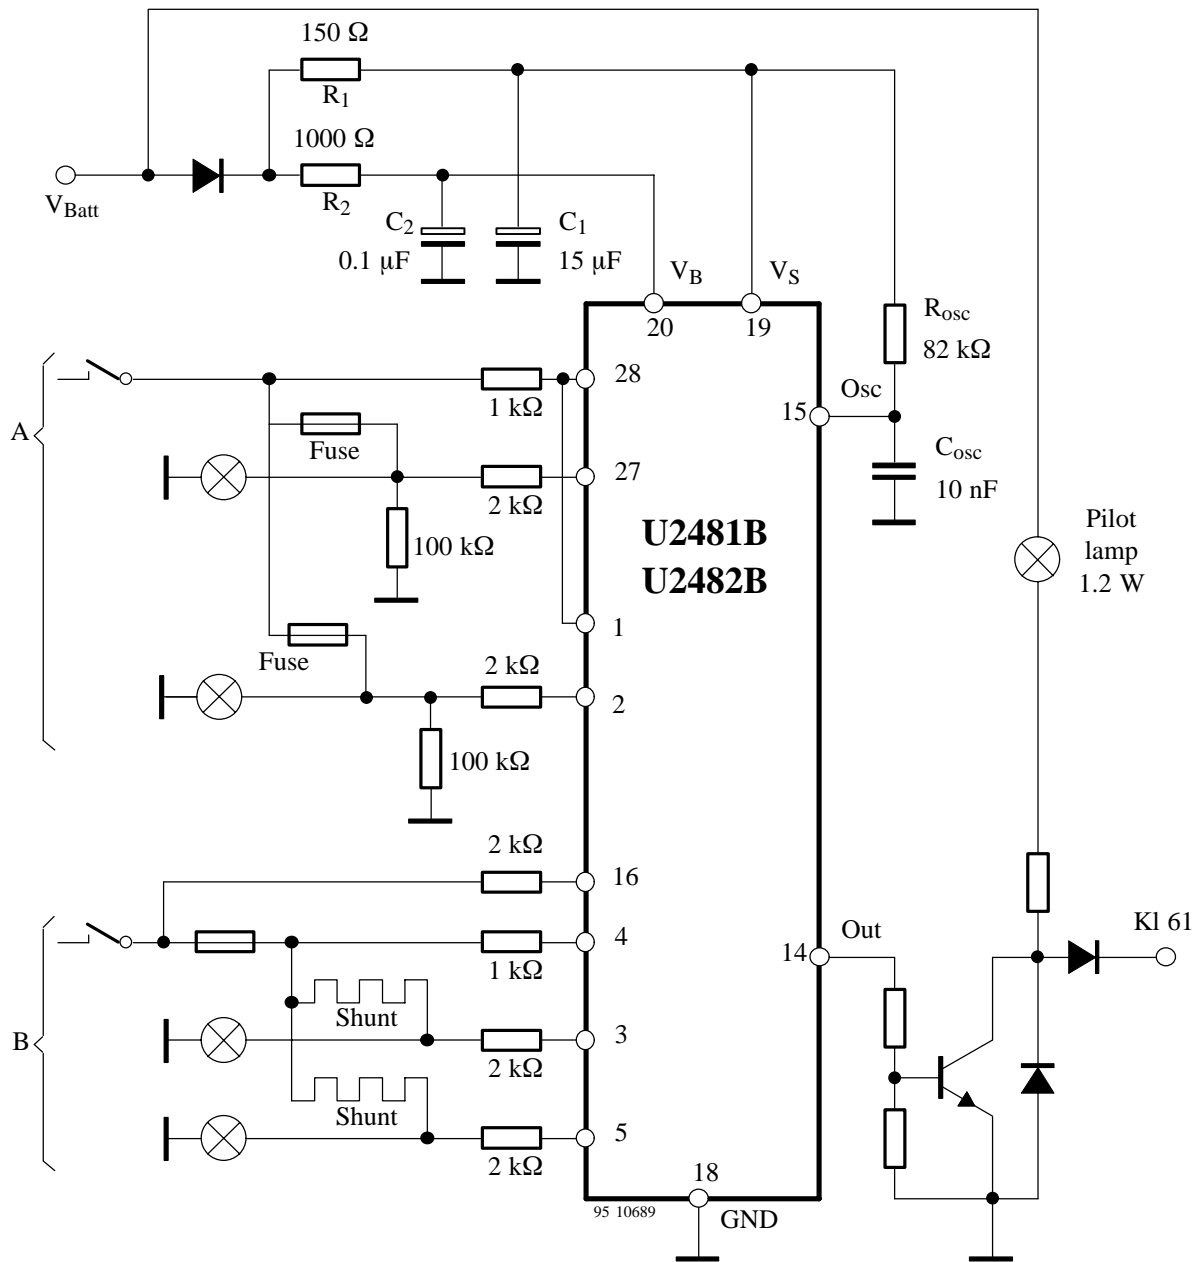 150 Ω
R1
1000 Ω
R2
VBatt
C2
0.1 µF
C1
15 µF
VB
VS
20
19
Rosc
82 kΩ
A
28
1 kΩ
Osc
15
Fuse
27
2 kΩ
Cosc
10 nF
100 kΩ
U2481B
U2482B
Pilot
lamp
1.2 W
1
Fuse
2 kΩ
2
100 kΩ
2 kΩ
16
4
1 kΩ
Out
14
Kl 61
Shunt
B
3
2 kΩ
Shunt
5
2 kΩ
18
95 10689
GND